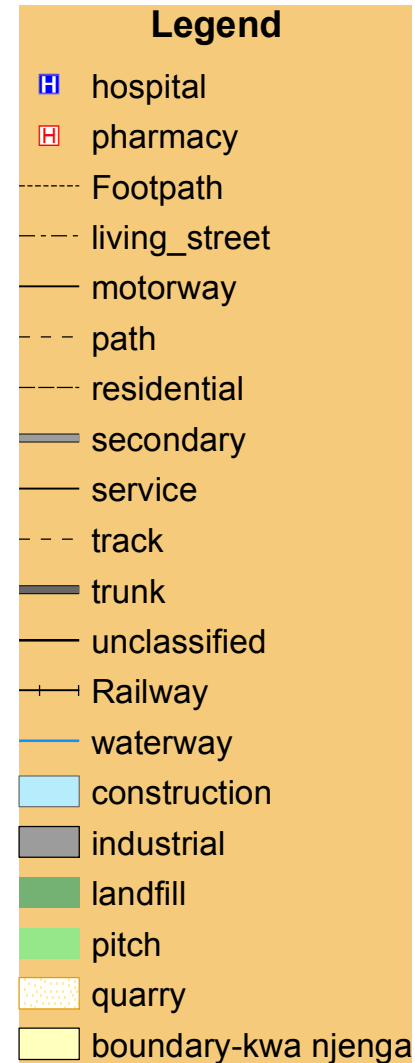 Legend
H hospital
H pharmacy
Footpath
living_street
motorway
path
residential
secondary
service
track
trunk
unclassified
Railway
waterway
construction
industrial
landfill
pitch
quarry
boundary-kwa njenga